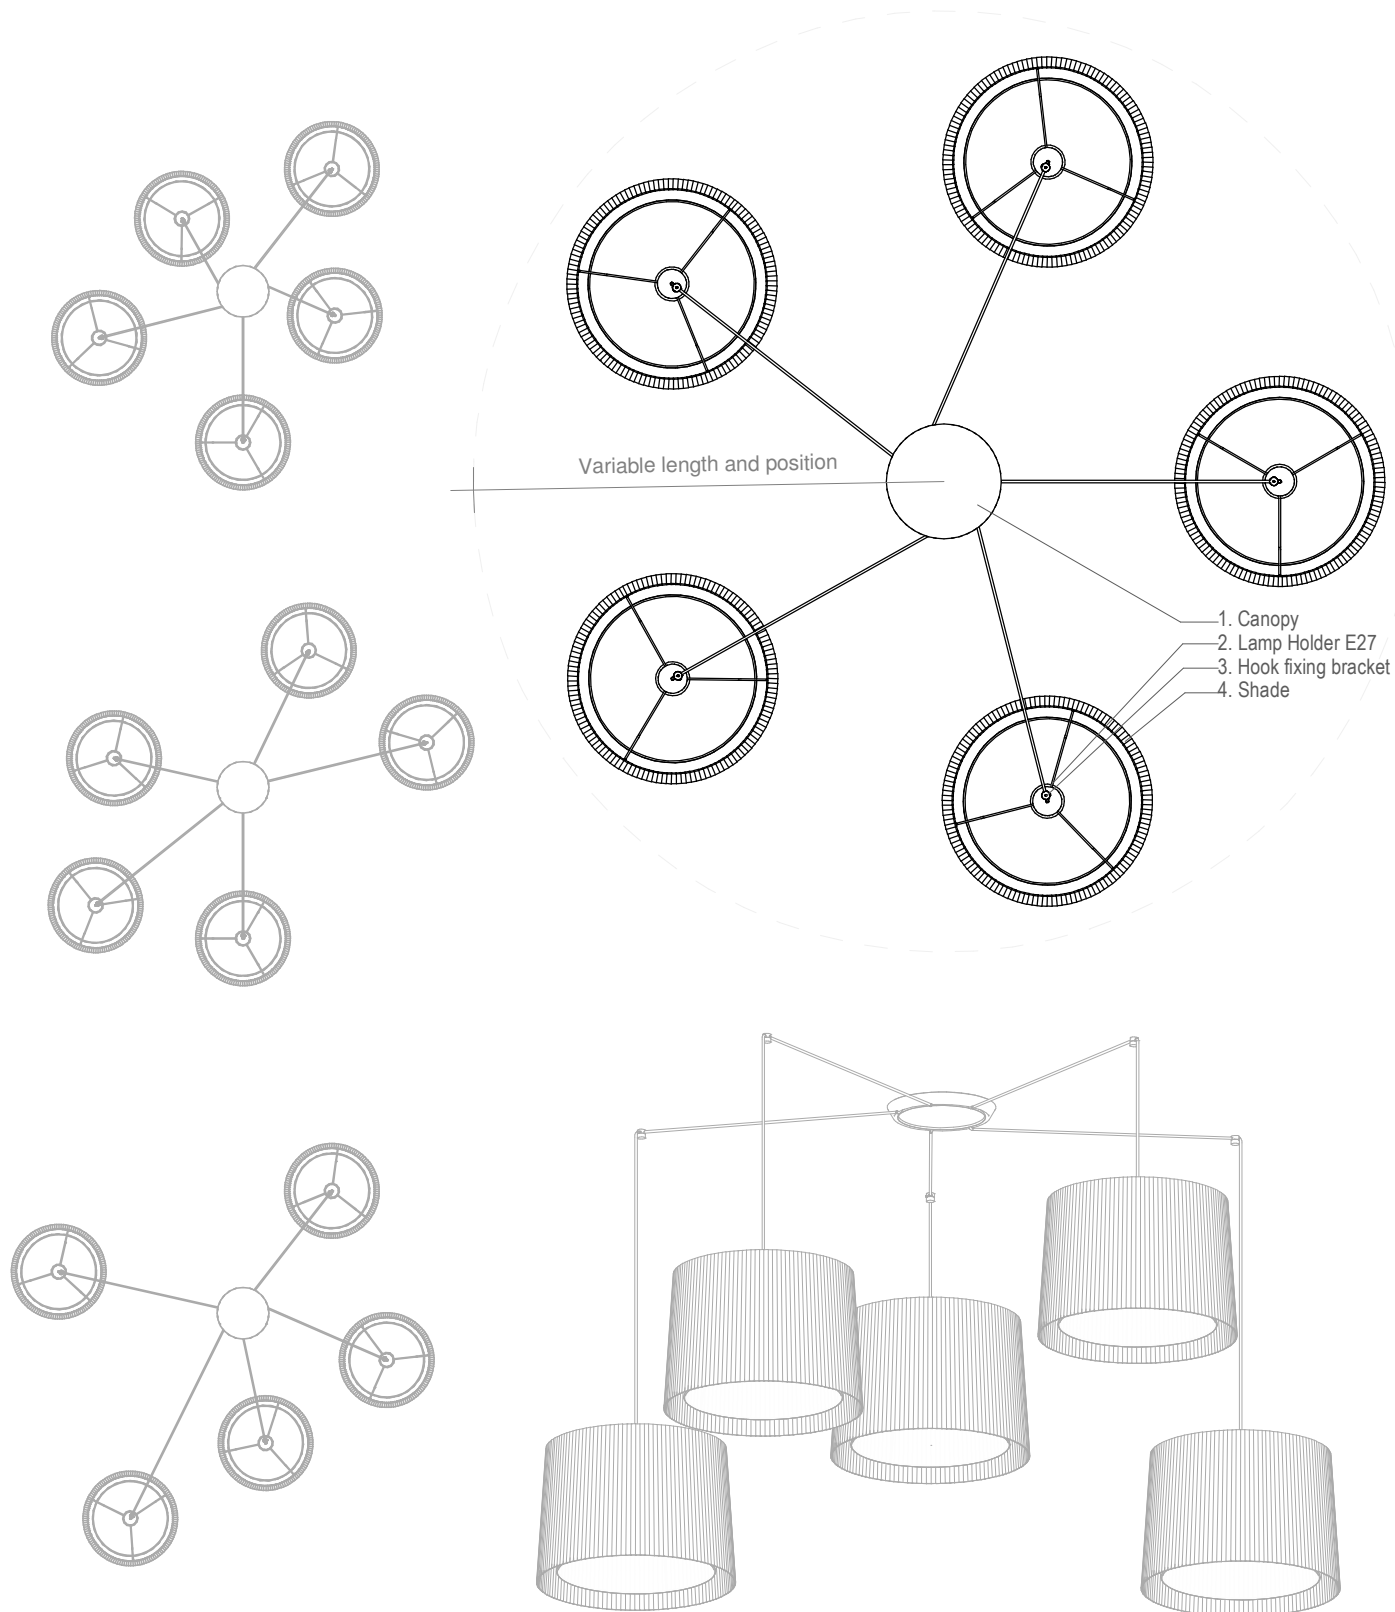 Variable length and position
1. Canopy
2. Lamp Holder E27
3. Hook fixing bracket
4. Shade